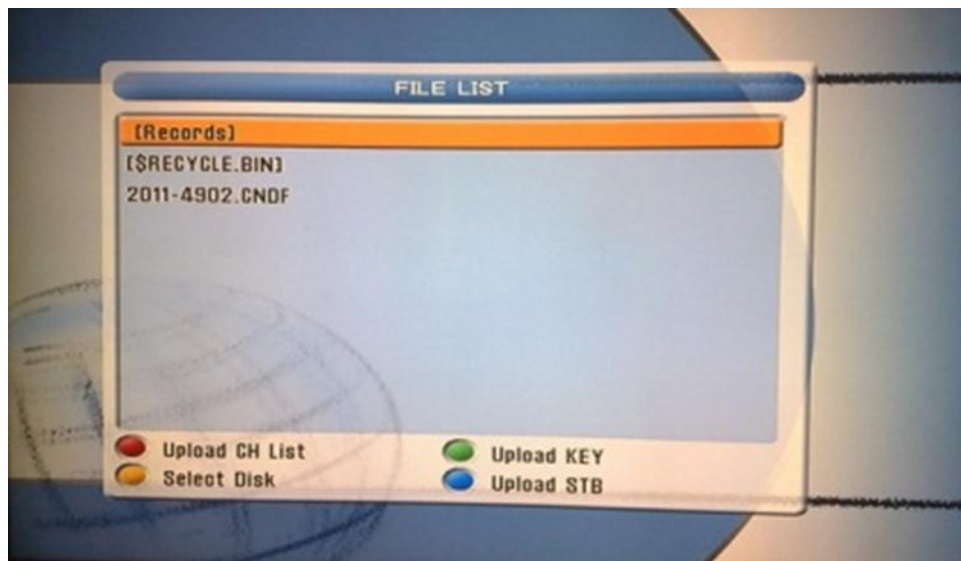 FILE LIST
[Records]
[$RECYCLE.BIN]
2011-4902.CNDF
Upload CH List
Upload KEY
Select Disk
Upload STB